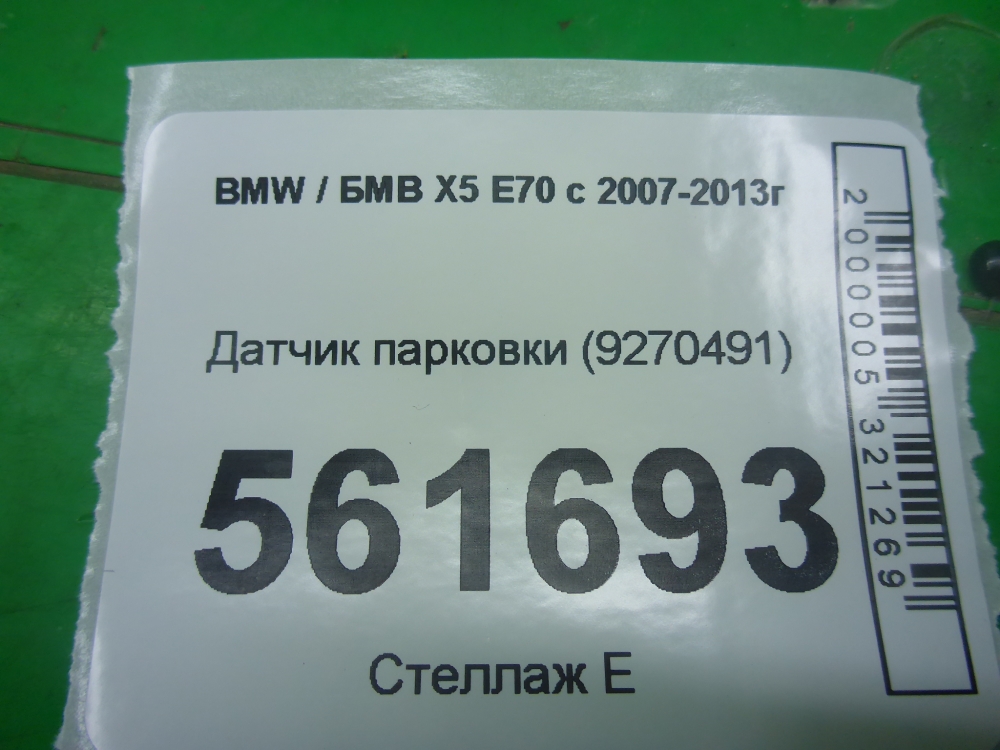 BMW / БМВ X5 E70 с 2007-2013г
Датчик парковки (9270491)
561693
Стеллаж Е
2000005321269